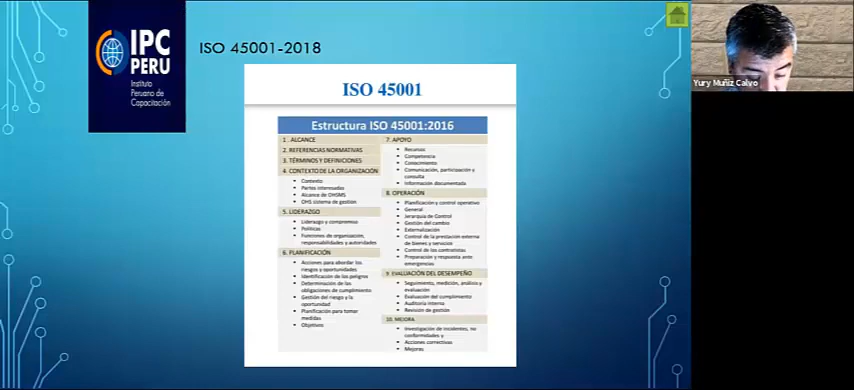 IPC
PERU
Instituto
Peruano de
Capacitación
ISO 45001-2018
ISO 45001
Estructura ISO 45001:2016
1 . ALCANCE
2. REFERENCIAS NORMATIVAS
3. TÉRMINOS Y DEFINICIONES
4. CONTEXTO DE LA ORGANIZACIÓN
Contexto
Partes interesadas
Alcance de OHSMS
OHS sistema de gestión
5. LIDERAZGO
Liderazgo y compromiso
Políticas
Funciones de organización,
responsabilidades y autoridades
6. PLANIFICACIÓN
Acciones para abordar los
riesgos y oportunidades
Identificación de los peligros
Determinación de las
obligaciones de cumplimiento
Gestión del riesgo y la
oportunidad
Planificación para tomar
medidas
Objetivos
7. APOYO
Recursos
Competencia
Conocimiento
Comunicación, participación y
consulta
Información documentada
8. OPERACIÓN
Planificación y control operativo
General
Jerarquía de Control
Gestión del cambio
Externalización
Control de la prestación externa
de bienes y servicios
Control de los contratistas
Preparación y respuesta ante
emergencias
9. EVALUACIÓN DEL DESEMPEÑO
Seguimiento, medición, análisis y
evaluación
Evaluación del cumplimiento
Auditoría interna
Revisión de gestión
10. MEJORA
Investigación de incidentes, no
conformidades y
Acciones correctivas
Mejoras
Yury Muñiz Calvo